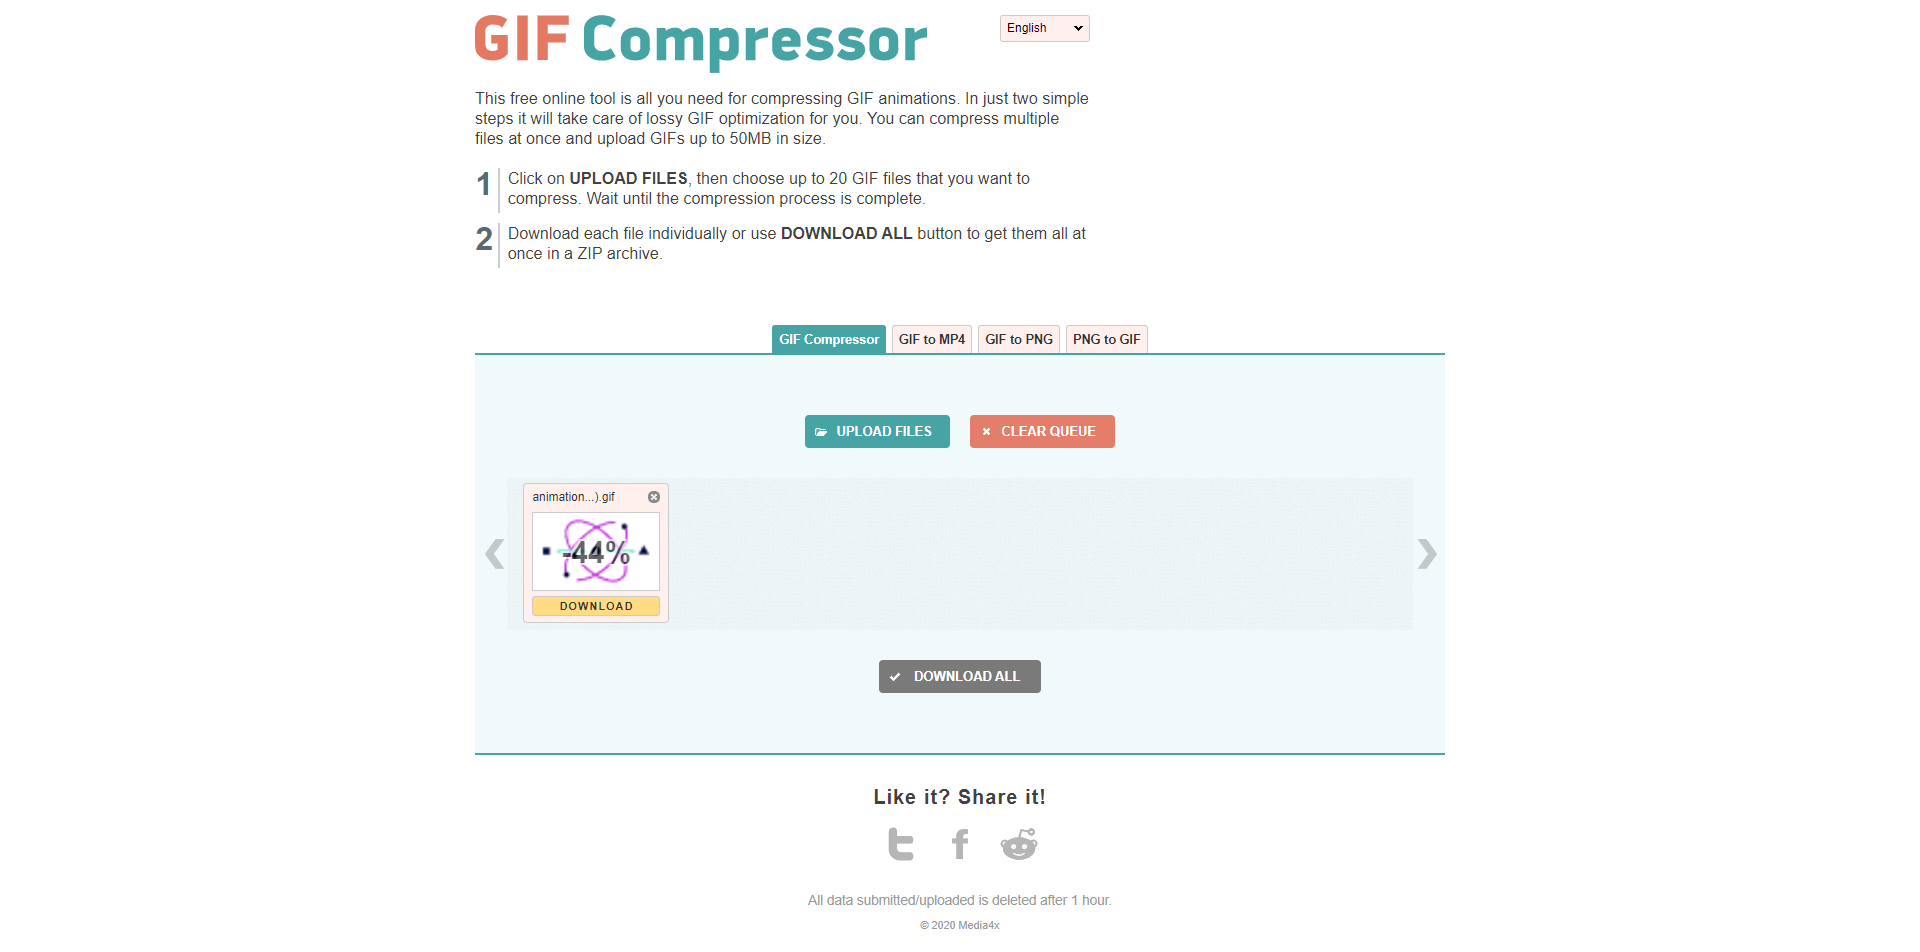 GIF Compressor
English
This free online tool is all you need for compressing GIF animations. In just two simple
steps it will take care of lossy GIF optimization for you. You can compress multiple
files at once and upload GIFs up to 50MB in size.
1 Click on UPLOAD FILES, then choose up to 20 GIF files that you want to
compress. Wait until the compression process is complete.
2 Download each file individually or use DOWNLOAD ALL button to get them all at
once in a ZIP archive.
GIF Compressor GIF to MP4 GIF to PNG PNG to GIF
UPLOAD FILES CLEAR QUEUE
animation...).gif
-44%
DOWNLOAD
DOWNLOAD ALL
Like it? Share it!
All data submitted/uploaded is deleted after 1 hour.
© 2020 Media4x